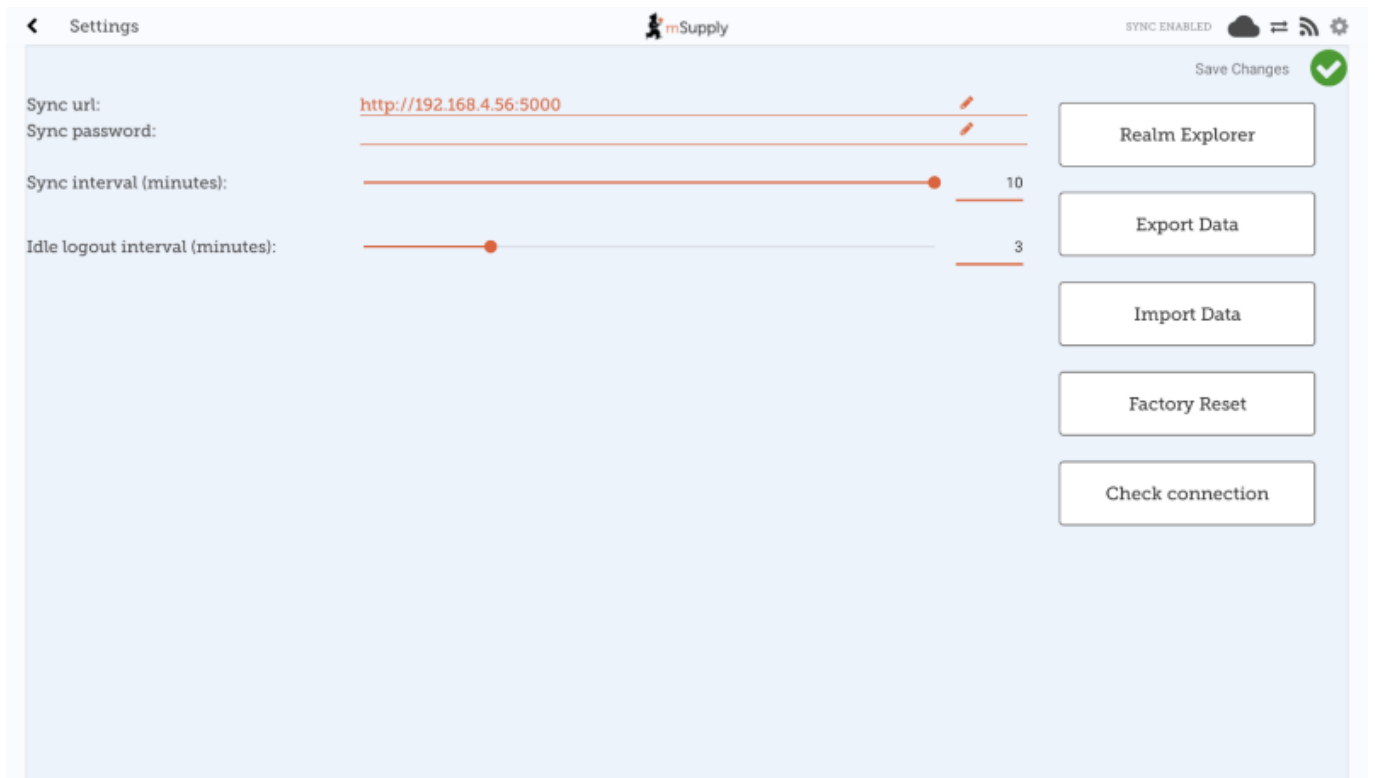 Settings
mSupply
SYNC ENABLED
Save Changes
Sync url: http://192.168.4.56:5000
Sync password:
Sync interval (minutes): 10
Idle logout interval (minutes): 3
Realm Explorer
Export Data
Import Data
Factory Reset
Check connection